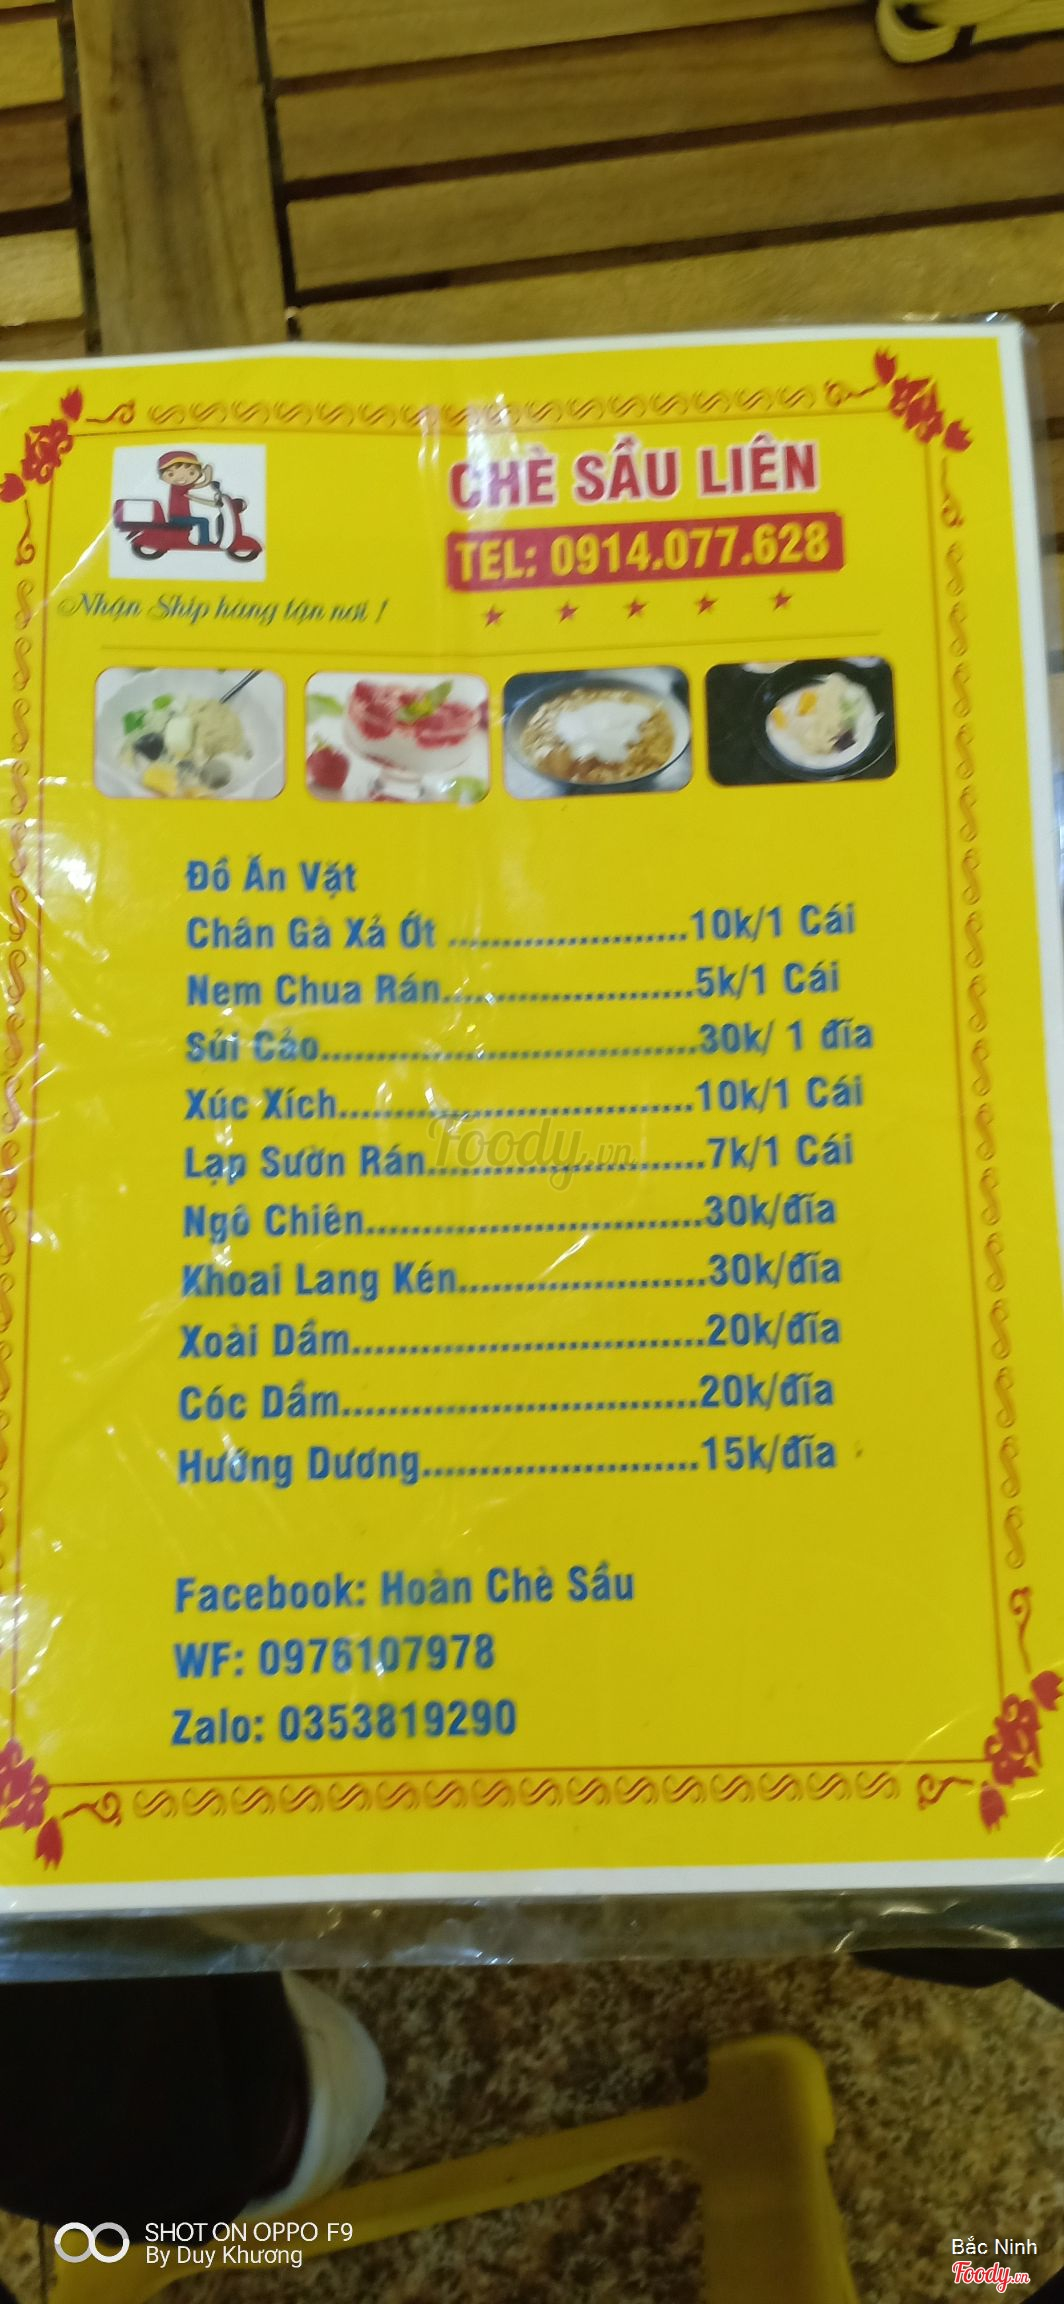 CHÈ SẦU LIÊN
TEL: 0914.077.628
Nhận Ship hàng tận nơi !
Đồ Ăn Vặt
Chân Gà Xả Ớt ......................10k/1 Cái
Nem Chua Rán.......................5k/1 Cái
Sủi Cảo..................................30k/ 1 đĩa
Xúc Xích................................10k/1 Cái
Lạp Sườn Rán.........................7k/1 Cái
Foody.vn
Ngô Chiên..............................30k/đĩa
Khoai Lang Kén......................30k/đĩa
Xoài Dầm...............................20k/đĩa
Cóc Dầm................................20k/đĩa
Hướng Dương.........................15k/đĩa
Facebook: Hoàn Chè Sầu
WF: 0976107978
Zalo: 0353819290
SHOT ON OPPO F9
By Duy Khương
Bắc Ninh
Foody.vn